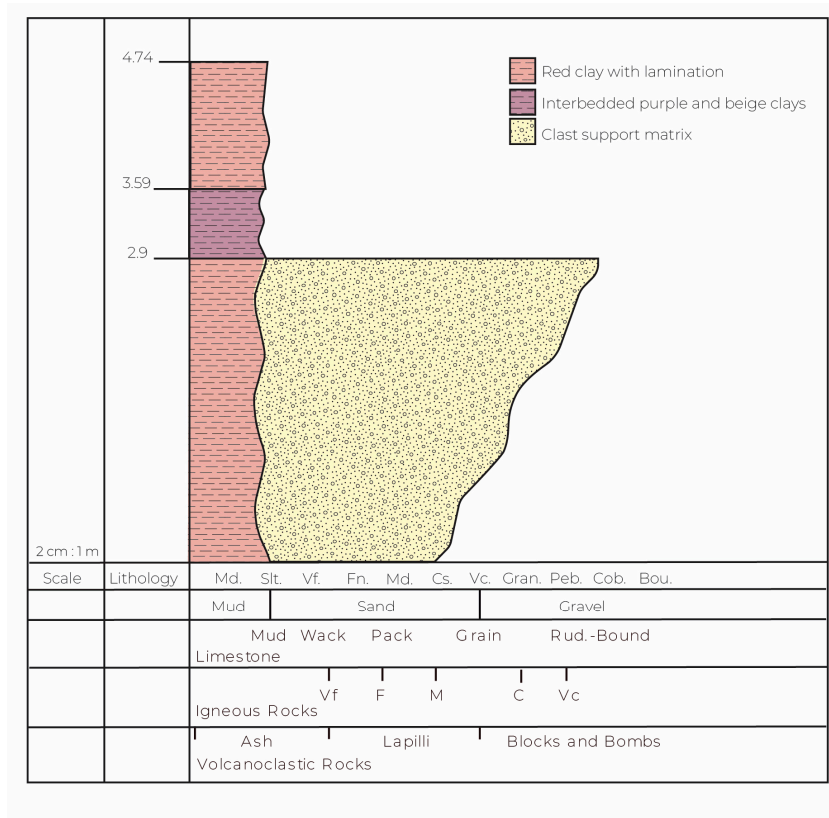 4.74
Red clay with lamination
Interbedded purple and beige clays
Clast support matrix
3.59
2.9
2 cm : 1 m
Scale Lithology Md. Slt. Vf. Fn. Md. Cs. Vc. Gran. Peb. Cob. Bou.
Mud Sand Gravel
Mud Wack Pack Grain Rud.-Bound
Limestone
Vf F M C Vc
Igneous Rocks
Ash Lapilli Blocks and Bombs
Volcanoclastic Rocks